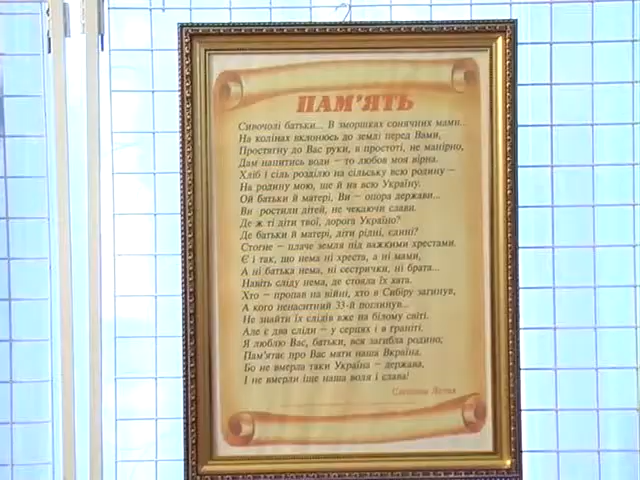 ПАМ'ЯТЬ
Сивочолі батьки... В зморшках сонячних мами...
На колінах вклонюсь до землі перед Вами,
Простягну до Вас руки, в простоті, не манірно,
Дам напитись води – то любов моя вірна.
Хліб і сіль розділю на сільську всю родину –
На родину мою, ще й на всю Україну.
Ой батьки й матері, Ви – опора держави...
Ви ростили дітей, не чекаючи слави.
Де ж ті діти твої, дорога Україно?
Де батьки й матері, діти рідні, єдині?
Стогне – плаче земля під важкими хрестами.
Є і так, що нема ні хреста, а ні мами,
А ні батька нема, ні сестрички, ні брата...
Навіть сліду нема, де стояла їх хата.
Хто – пропав на війні, хто в Сибіру загинув,
А кого ненаситний 33-й поглинув...
Не знайти їх слідів вже на білому світі.
Але є два сліди – у серцях і в граніті.
Я люблю Вас, батьки, вся загибла родино;
Пам'ятає про Вас мати наша Вкраїна.
Бо не вмерла таки Україна – держава,
І не вмерли іще наша воля і слава!